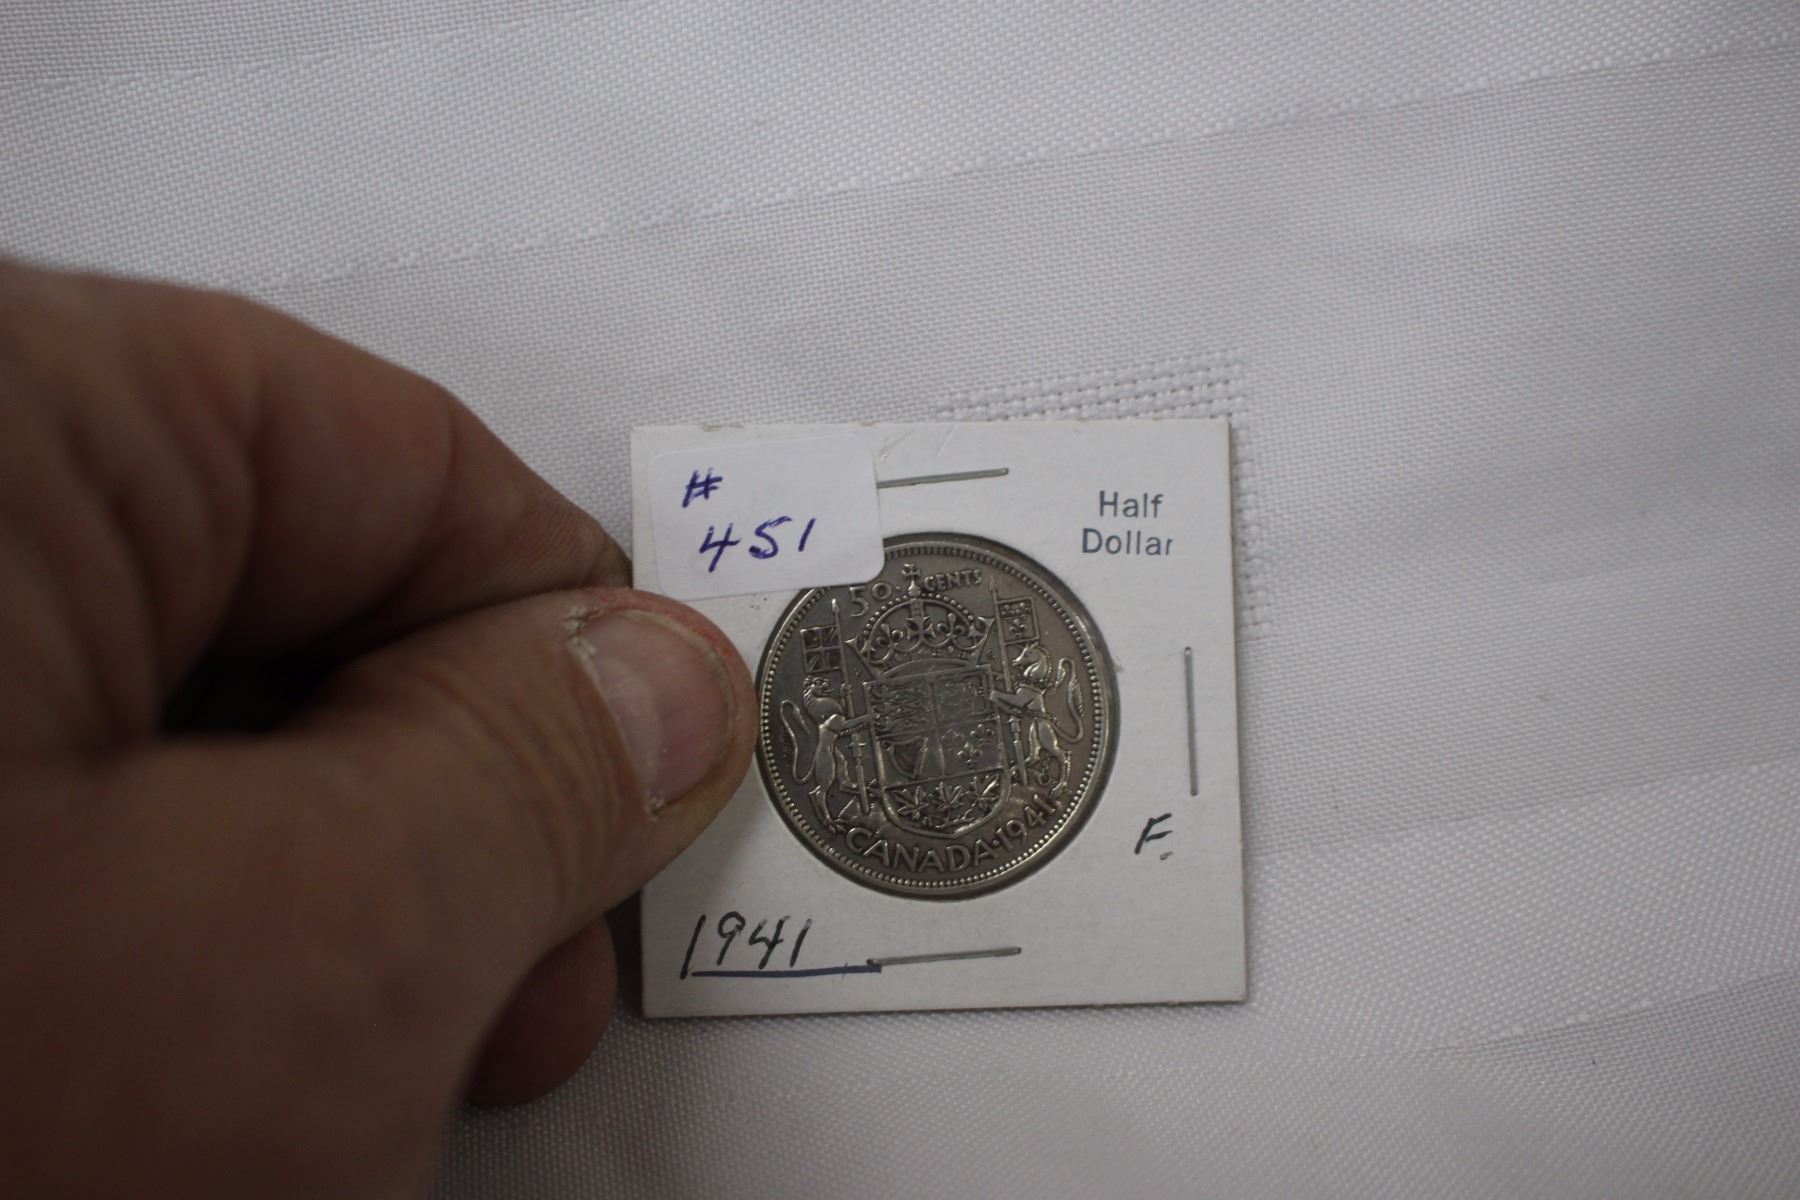 #
451
Half
Dollar
50 CENTS
CANADA·1941
F.
1941